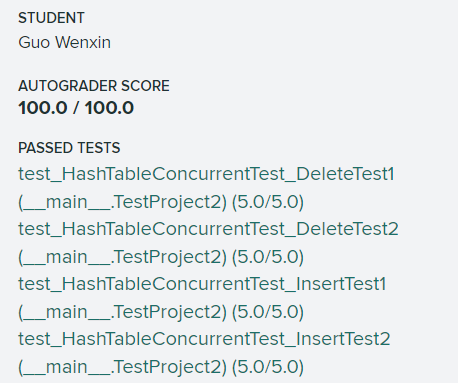 STUDENT
Guo Wenxin
AUTOGRADER SCORE
100.0 / 100.0
PASSED TESTS
test_HashTableConcurrentTest_DeleteTest1
(__main__.TestProject2) (5.0/5.0)
test_HashTableConcurrentTest_DeleteTest2
(__main__.TestProject2) (5.0/5.0)
test_HashTableConcurrentTest_InsertTest1
(__main__.TestProject2) (5.0/5.0)
test_HashTableConcurrentTest_InsertTest2
(__main__.TestProject2) (5.0/5.0)